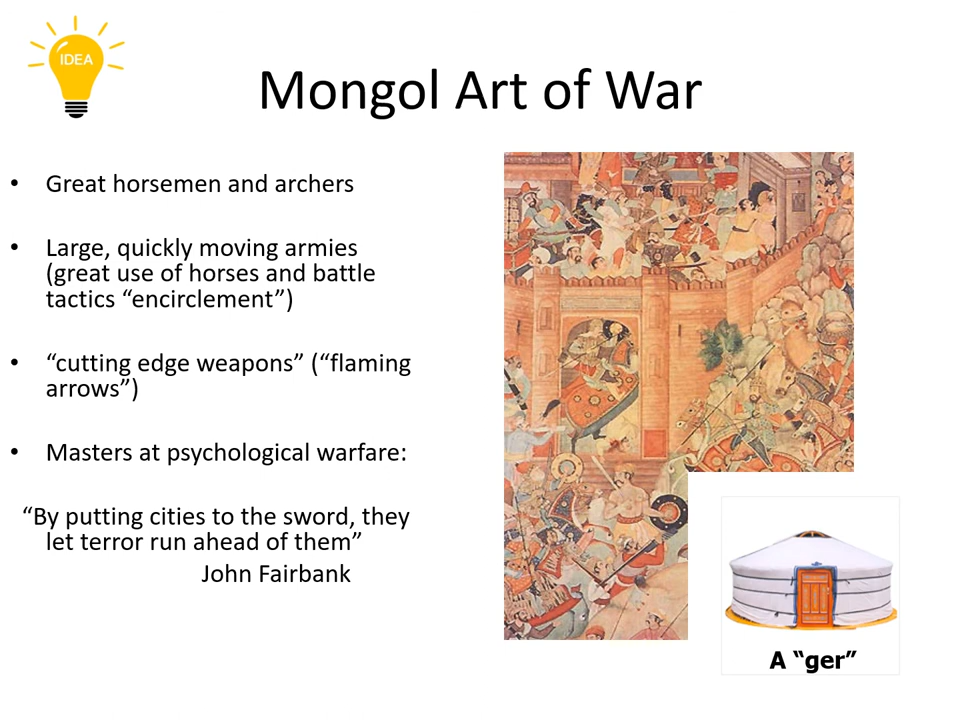 IDEA
Mongol Art of War
• Great horsemen and archers
• Large, quickly moving armies
(great use of horses and battle
tactics “encirclement”)
• “cutting edge weapons” (“flaming
arrows”)
• Masters at psychological warfare:
“By putting cities to the sword, they
let terror run ahead of them”
John Fairbank
A “ger”